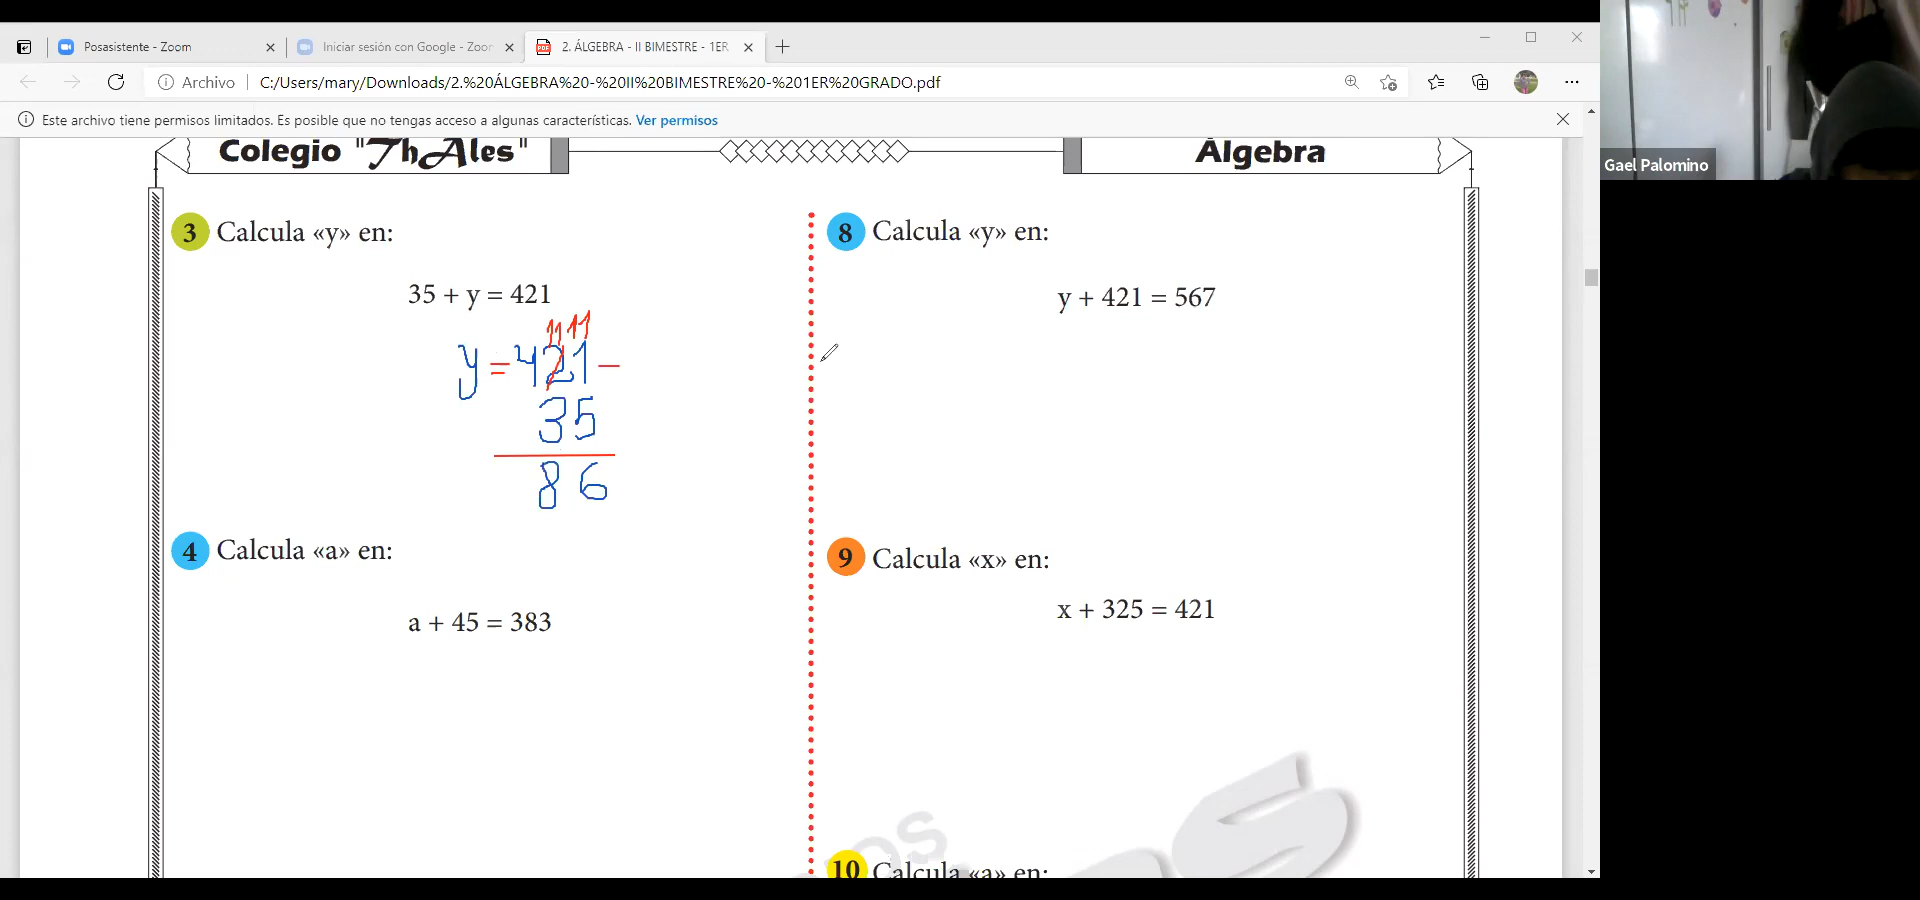 Posasistente - Zoom
Iniciar sesión con Google - Zoor
2. ÁLGEBRA - II BIMESTRE - 1ER
Archivo
C:/Users/mary/Downloads/2.%20ÁLGEBRA%20-%20II%20BIMESTRE%20-%201ER%20GRADO.pdf
Este archivo tiene permisos limitados. Es posible que no tengas acceso a algunas características. Ver permisos
Gael Palomino
Colegio "ThAles"
Álgebra
3 Calcula «y» en:
35 + y = 421
11 11
y = 421 -
35
86
4 Calcula «a» en:
a + 45 = 383
8 Calcula «y» en:
y + 421 = 567
9 Calcula «x» en:
x + 325 = 421
10 Calcula «a» en: